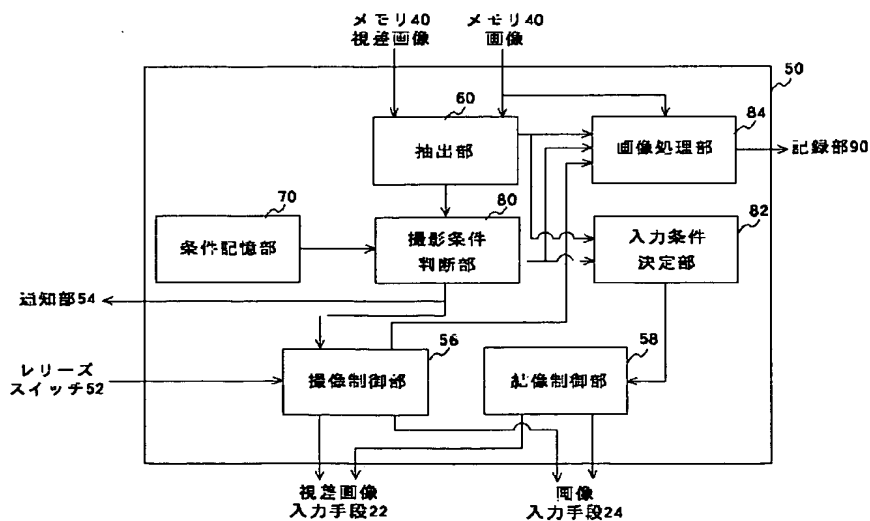 メモリ40
視差画像
メモリ40
画像
50
60
抽出部
84
画像処理部
記録部90
70
条件記憶部
80
撮影条件
判断部
82
入力条件
決定部
通知部54
レリーズ
スイッチ52
56
撮像制御部
58
結像制御部
視差画像
入力手段22
画像
入力手段24